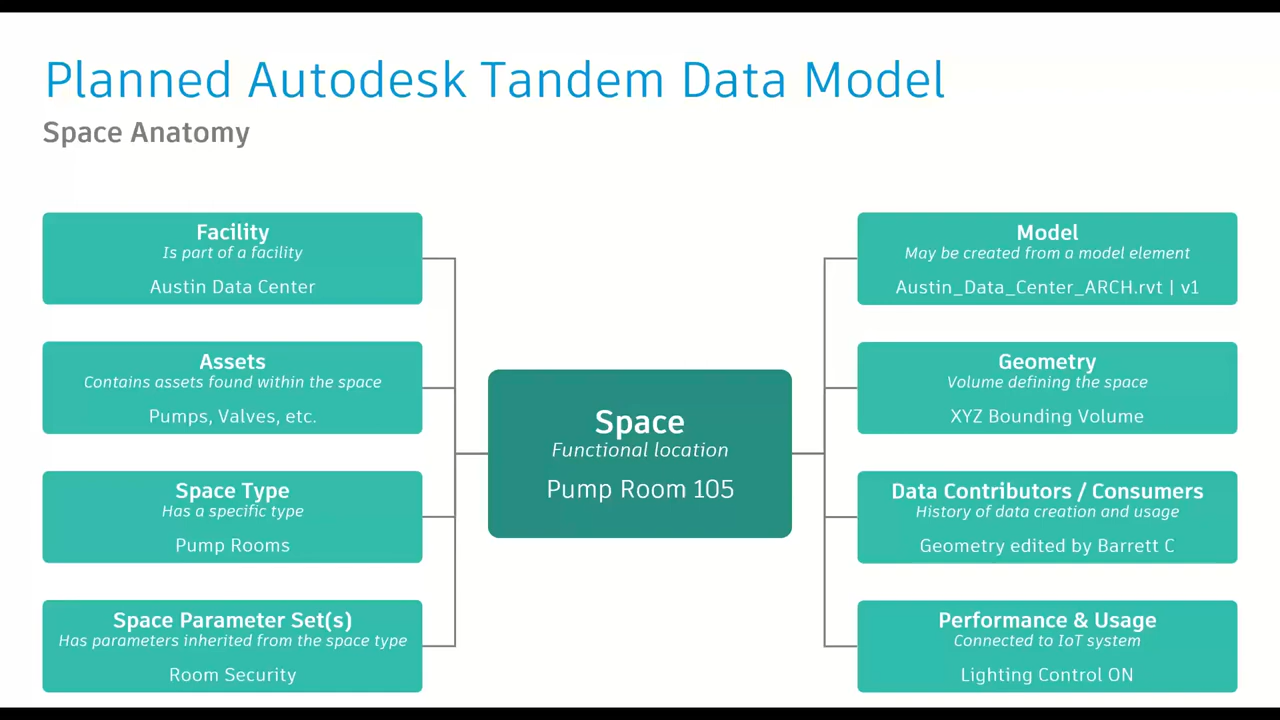 Planned Autodesk Tandem Data Model
Space Anatomy
Facility
Is part of a facility
Austin Data Center
Assets
Contains assets found within the space
Pumps, Valves, etc.
Space Type
Has a specific type
Pump Rooms
Space Parameter Set(s)
Has parameters inherited from the space type
Room Security
Space
Functional location
Pump Room 105
Model
May be created from a model element
Austin_Data_Center_ARCH.rvt | v1
Geometry
Volume defining the space
XYZ Bounding Volume
Data Contributors / Consumers
History of data creation and usage
Geometry edited by Barrett C
Performance & Usage
Connected to IoT system
Lighting Control ON